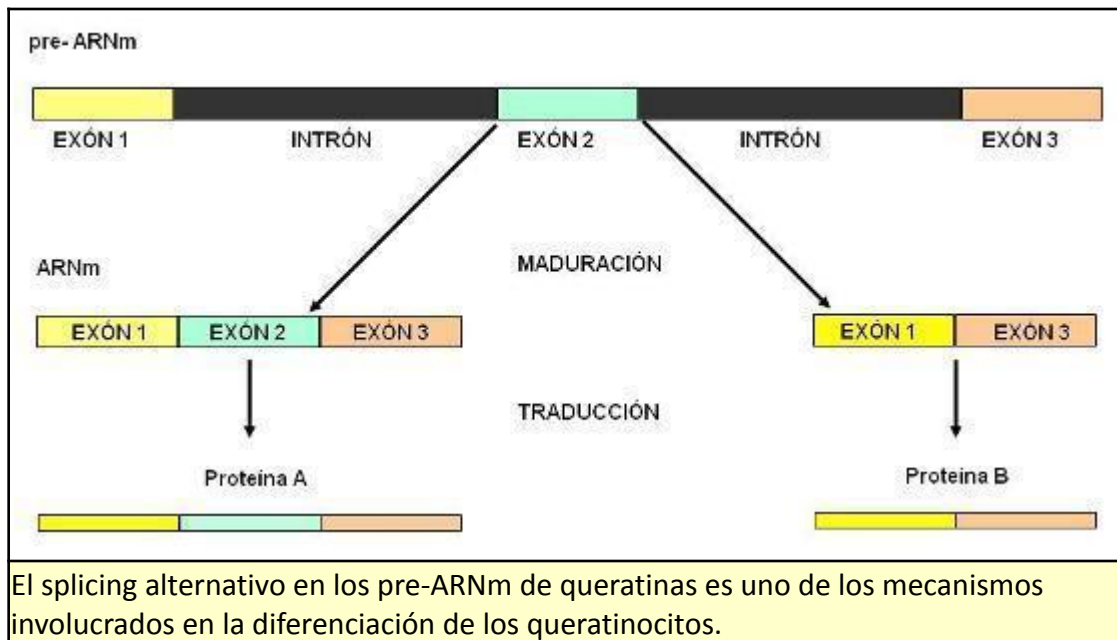 pre- ARNm
EXÓN 1 INTRÓN EXÓN 2 INTRÓN EXÓN 3
ARNm
MADURACIÓN
EXÓN 1 EXÓN 2 EXÓN 3 EXÓN 1 EXÓN 3
TRADUCCIÓN
Proteina A Proteina B
El splicing alternativo en los pre-ARNm de queratinas es uno de los mecanismos
involucrados en la diferenciación de los queratinocitos.